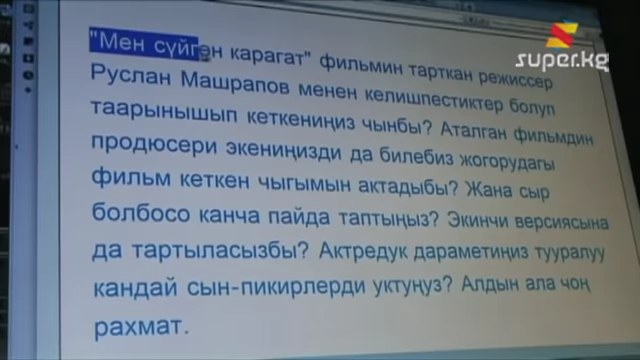 super.kg
"Мен сүйгөн карагат" фильмин тарткан режиссер
Руслан Машрапов менен келишпестиктер болуп
таарынышып кеткениңиз чынбы? Аталган фильмдин
продюсери экениңизди да билебиз жогорудагы
фильм кеткен чыгымын актадыбы? Жана сыр
болбосо канча пайда таптыңыз? Экинчи версиясына
да тартыласызбы? Актредук дараметиңиз тууралуу
кандай сын-пикирлерди уктуңуз? Алдын ала чоң
рахмат.